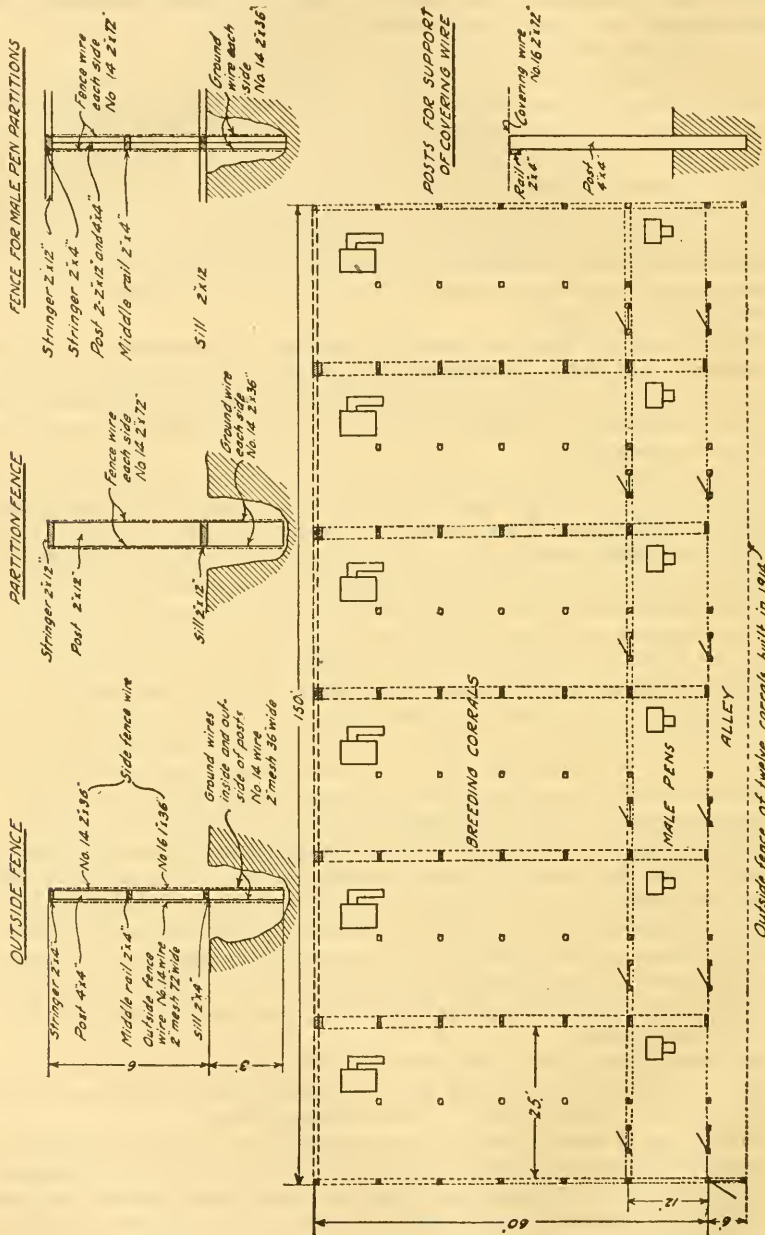 OUTSIDE FENCE
Stringer 2"x4"
Post 4"x4"
Middle rail 2"x4"
Outside fence
wire No. 14 wire
2" mesh 72" wide
Sill 2"x4"
No. 14 2"x36"
Side fence wire
No 16 1"x36"
Ground wires
inside and out-
side of posts
No. 14 wire
2" mesh 36" wide
6'
3'
PARTITION FENCE
Stringer 2"x12"
Post 2"x12"
Sill 2"x12"
Fence wire
each side
No 14 2"x72"
Ground wire
each side
No. 14 2"x36"
FENCE FOR MALE PEN PARTITIONS
Stringer 2"x12"
Stringer 2"x4"
Post 2-2"x12" and 4"x4"
Middle rail 2"x4"
Sill 2"x12
Fence wire
each side
No 14 2"x72"
Ground
wire each
side
No. 14 2"x36"
POSTS FOR SUPPORT
OF COVERING WIRE
Rail
2"x4"
Covering wire
No. 16 2"x72"
Post
4"x4"
150'
BREEDING CORRALS
25'
MALE PENS
ALLEY
60'
12'
6'
Outside fence of twelve corrals built in 1914